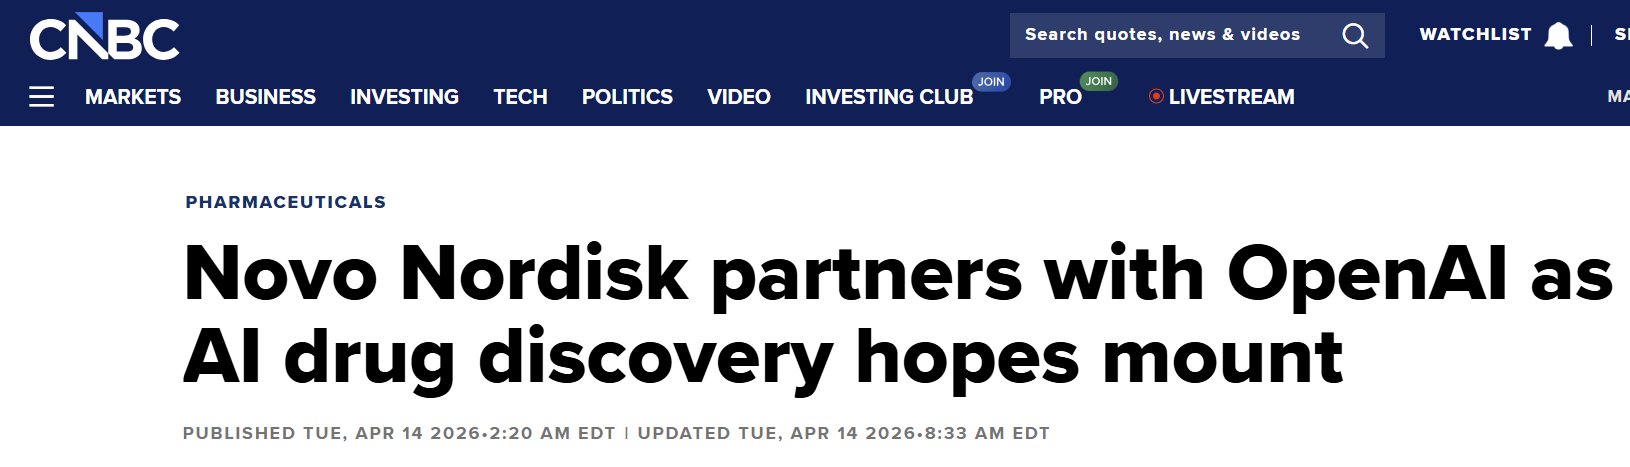 CNBC
Search quotes, news & videos
WATCHLIST
MARKETS BUSINESS INVESTING TECH POLITICS VIDEO INVESTING CLUB JOIN PRO JOIN LIVESTREAM
PHARMACEUTICALS
Novo Nordisk partners with OpenAI as
AI drug discovery hopes mount
PUBLISHED TUE, APR 14 2026•2:20 AM EDT | UPDATED TUE, APR 14 2026•8:33 AM EDT